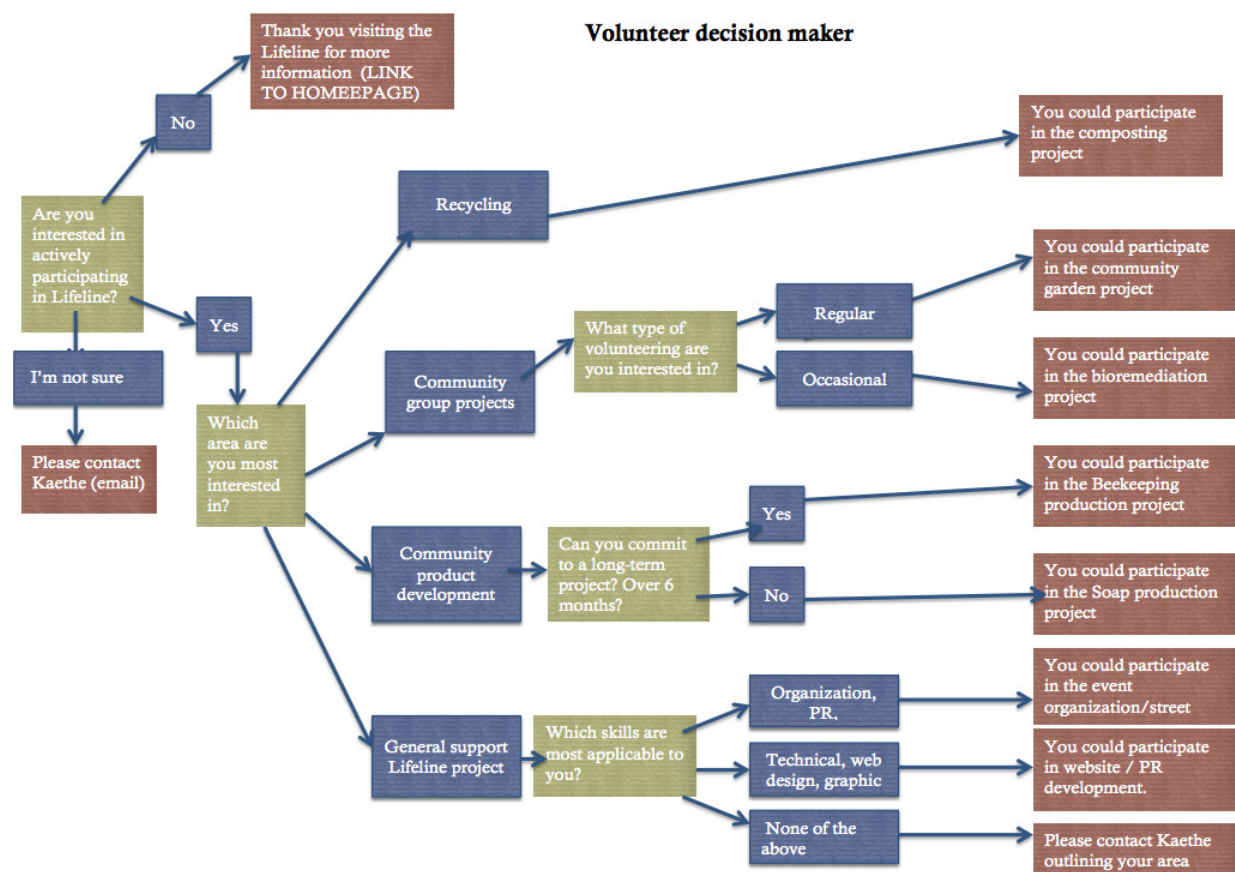 Volunteer decision maker
Thank you visiting the
Lifeline for more
information (LINK
TO HOMEEPAGE)
No
Are you
interested in
actively
participating
in Lifeline?
Yes
I'm not sure
Please contact
Kaethe (email)
Which
area are
you most
interested
in?
Recycling
You could participate
in the composting
project
Community
group projects
What type of
volunteering are
you interested in?
Regular
You could participate
in the community
garden project
Occasional
You could participate
in the bioremediation
project
Community
product
development
Can you commit
to a long-term
project? Over 6
months?
Yes
You could participate
in the Beekeeping
production project
No
You could participate
in the Soap production
project
General support
Lifeline project
Which skills are
most applicable to
you?
Organization,
PR.
You could participate
in the event
organization/street
Technical, web
design, graphic
You could participate
in website / PR
development.
None of the
above
Please contact Kaethe
outlining your area